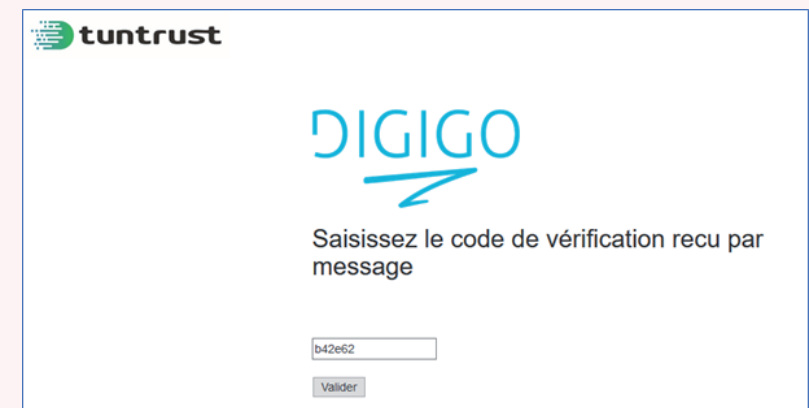 tuntrust
DIGIGO
Saisissez le code de vérification recu par
message
b42e62
Valider